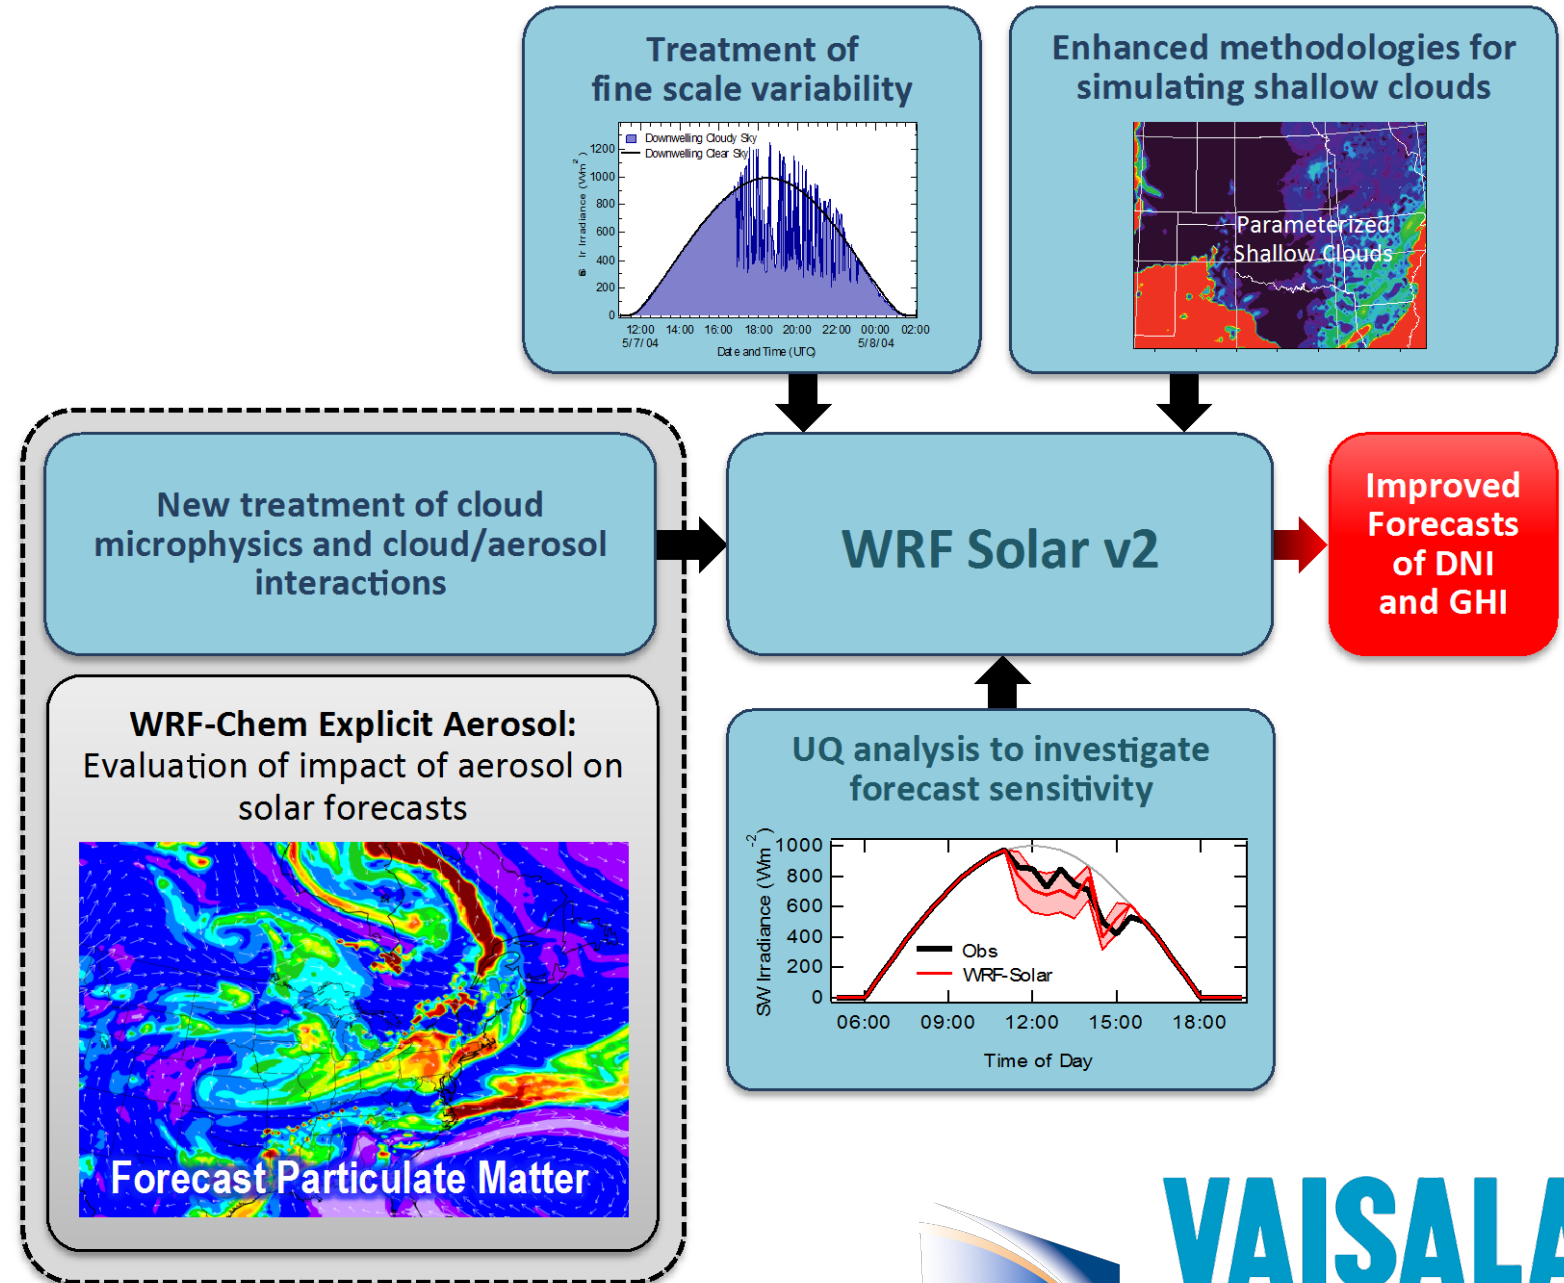 Treatment of
fine scale variability
Downwelling Cloudy Sky
Downwelling Clear Sky
1200
1000
800
600
400
200
0
Irradiance (Wm²)
12:00 14:00 16:00 18:00 20:00 22:00 00:00 02:00
5/7/04 5/8/04
Date and Time (UTC)
Enhanced methodologies for
simulating shallow clouds
Parameterized
Shallow Clouds
New treatment of cloud
microphysics and cloud/aerosol
interactions
WRF Solar v2
Improved
Forecasts
of DNI
and GHI
WRF-Chem Explicit Aerosol:
Evaluation of impact of aerosol on
solar forecasts
Forecast Particulate Matter
UQ analysis to investigate
forecast sensitivity
SW Irradiance (Wm⁻²)
1000
800
600
400
200
0
Obs
WRF-Solar
06:00 09:00 12:00 15:00 18:00
Time of Day
VAISALA